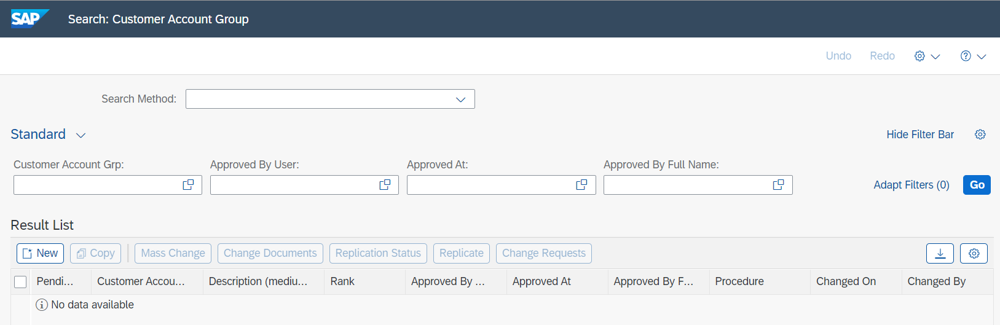 SAP Search: Customer Account Group
Undo Redo
Search Method:
Standard Hide Filter Bar
Customer Account Grp: Approved By User: Approved At: Approved By Full Name:
Adapt Filters (0) Go
Result List
New Copy Mass Change Change Documents Replication Status Replicate Change Requests
Pendi... Customer Accou... Description (mediu... Rank Approved By ... Approved At Approved By F... Procedure Changed On Changed By
No data available